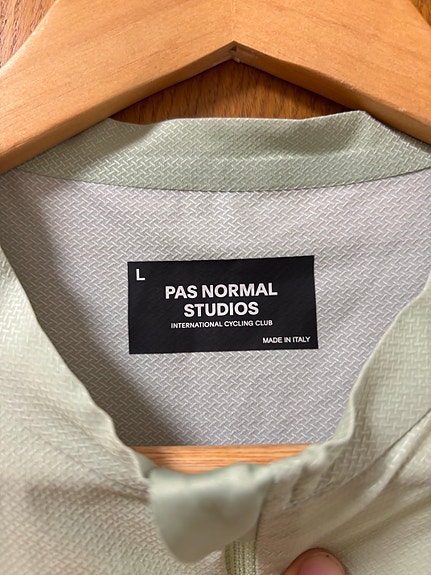 L
PAS NORMAL
STUDIOS
INTERNATIONAL CYCLING CLUB
MADE IN ITALY